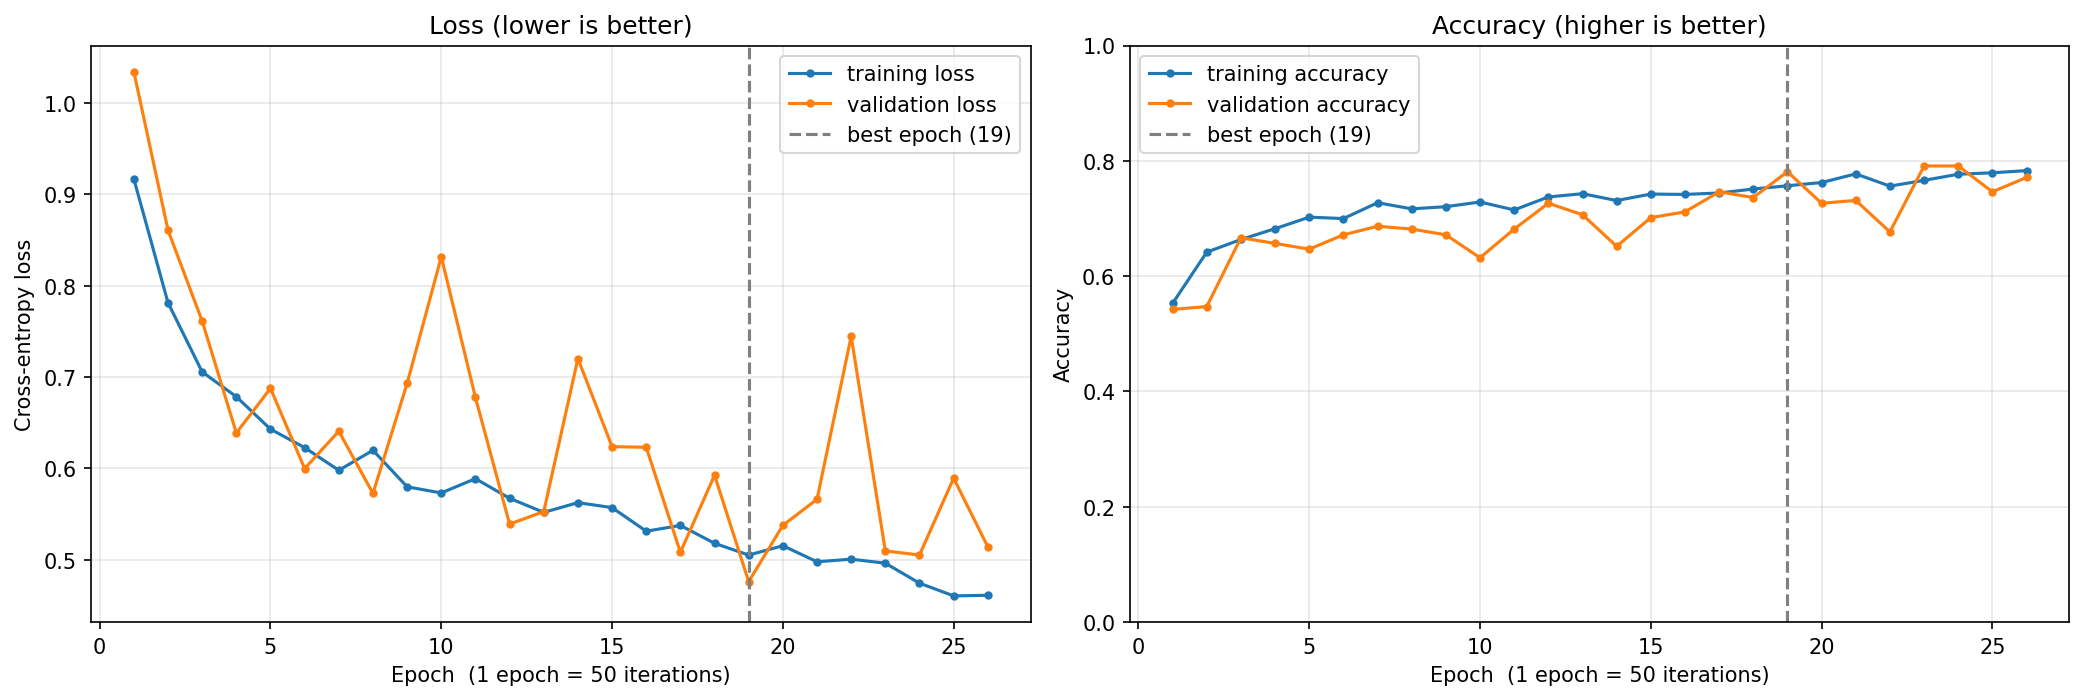 Loss (lower is better)
training loss
validation loss
best epoch (19)
Cross-entropy loss
1.0
0.9
0.8
0.7
0.6
0.5
0 5 10 15 20 25
Epoch (1 epoch = 50 iterations)
Accuracy (higher is better)
training accuracy
validation accuracy
best epoch (19)
Accuracy
1.0
0.8
0.6
0.4
0.2
0.0
0 5 10 15 20 25
Epoch (1 epoch = 50 iterations)